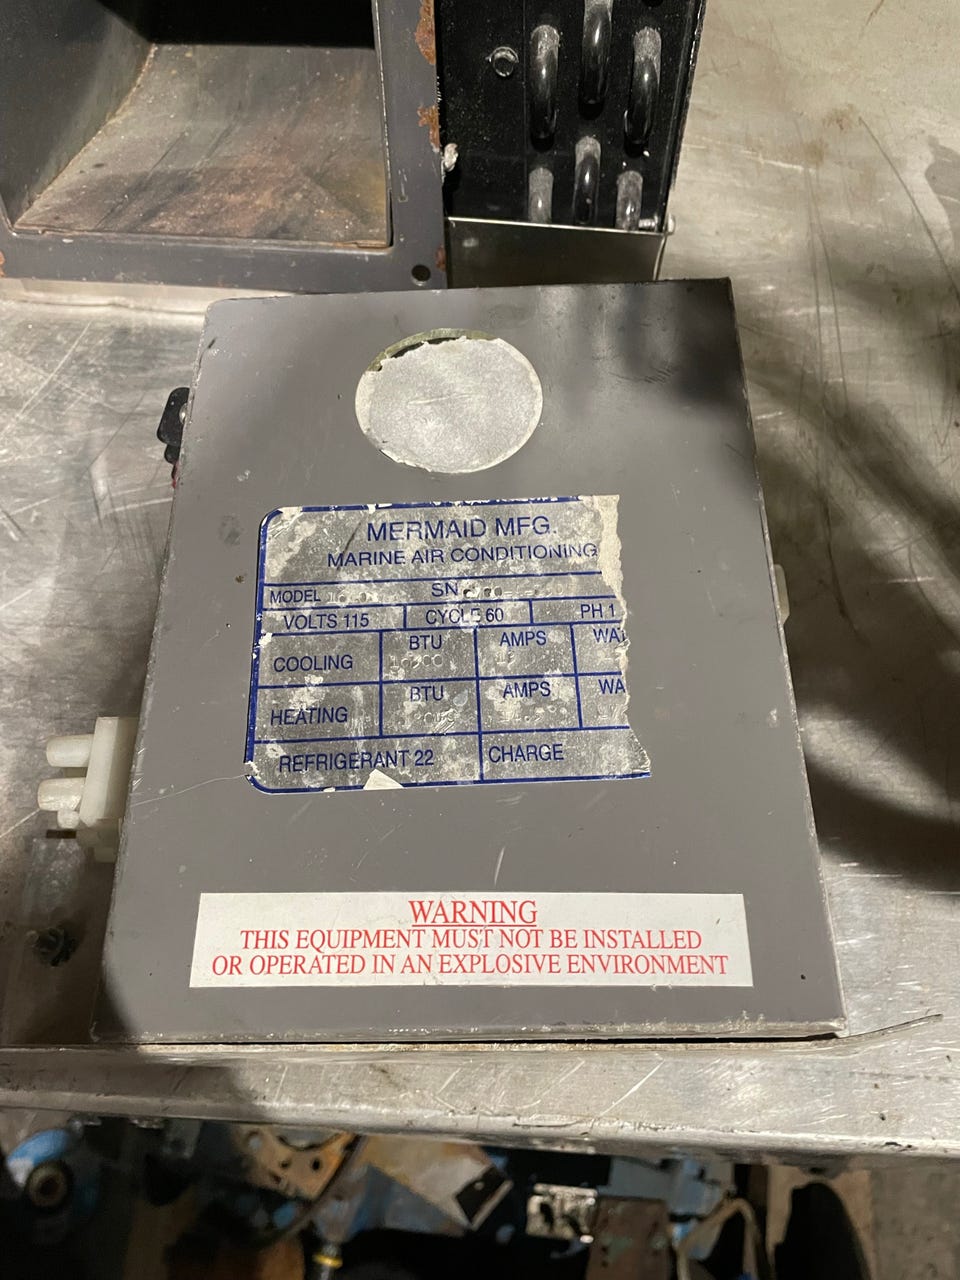 MERMAID MFG.
MARINE AIR CONDITIONING
MODEL SN
VOLTS 115 CYCLE 60 PH 1
COOLING BTU AMPS
HEATING BTU AMPS
REFRIGERANT 22 CHARGE
WARNING
THIS EQUIPMENT MUST NOT BE INSTALLED
OR OPERATED IN AN EXPLOSIVE ENVIRONMENT